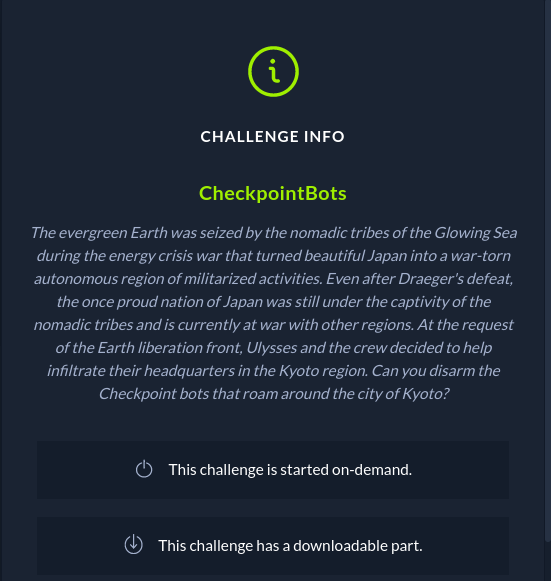 CHALLENGE INFO
CheckpointBots
The evergreen Earth was seized by the nomadic tribes of the Glowing Sea
during the energy crisis war that turned beautiful Japan into a war-torn
autonomous region of militarized activities. Even after Draeger's defeat,
the once proud nation of Japan was still under the captivity of the
nomadic tribes and is currently at war with other regions. At the request
of the Earth liberation front, Ulysses and the crew decided to help
infiltrate their headquarters in the Kyoto region. Can you disarm the
Checkpoint bots that roam around the city of Kyoto?
This challenge is started on-demand.
This challenge has a downloadable part.